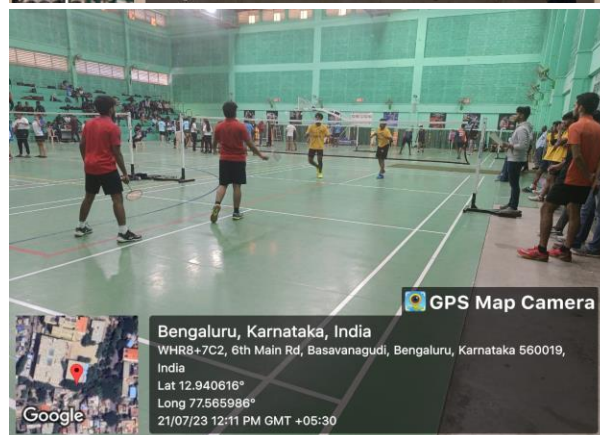 GPS Map Camera
Bengaluru, Karnataka, India
WHR8+7C2, 6th Main Rd, Basavanagudi, Bengaluru, Karnataka 560019,
India
Lat 12.940616°
Long 77.565986°
21/07/23 12:11 PM GMT +05:30
Google